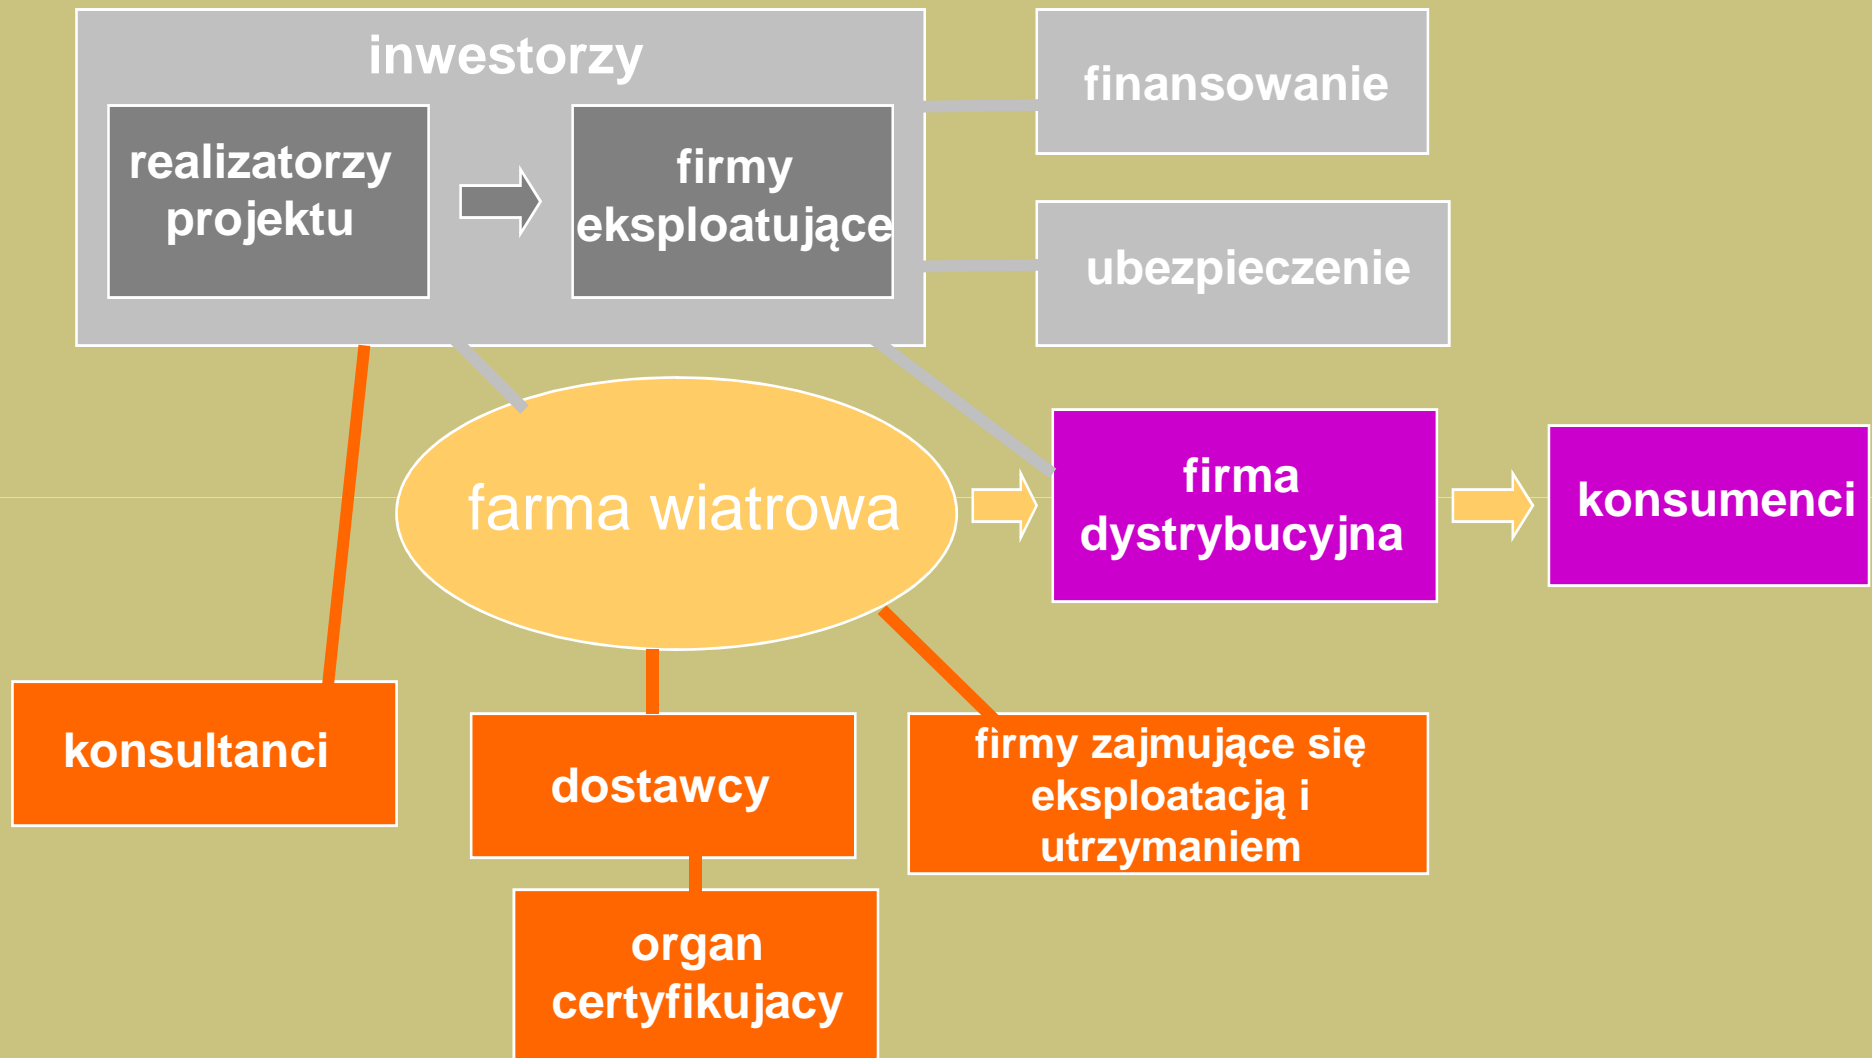 inwestorzy
realizatorzy
projektu
firmy
eksploatujące
finansowanie
ubezpieczenie
farma wiatrowa
firma
dystrybucyjna
konsumenci
konsultanci
dostawcy
firmy zajmujące się
eksploatacją i
utrzymaniem
organ
certyfikujacy